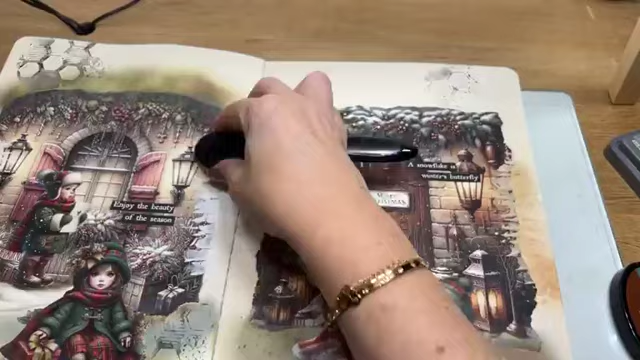 Enjoy the beauty
of the season
A snowflake is
winter's butterfly